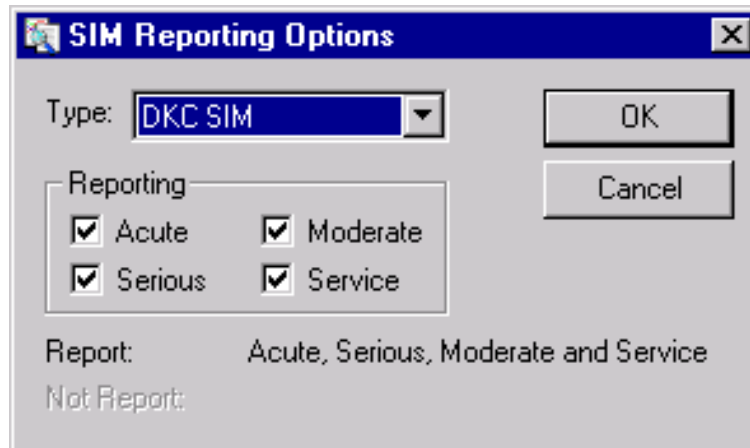 SIM Reporting Options
Type: DKC SIM
OK
Reporting
Cancel
Acute Moderate
Serious Service
Report: Acute, Serious, Moderate and Service
Not Report: